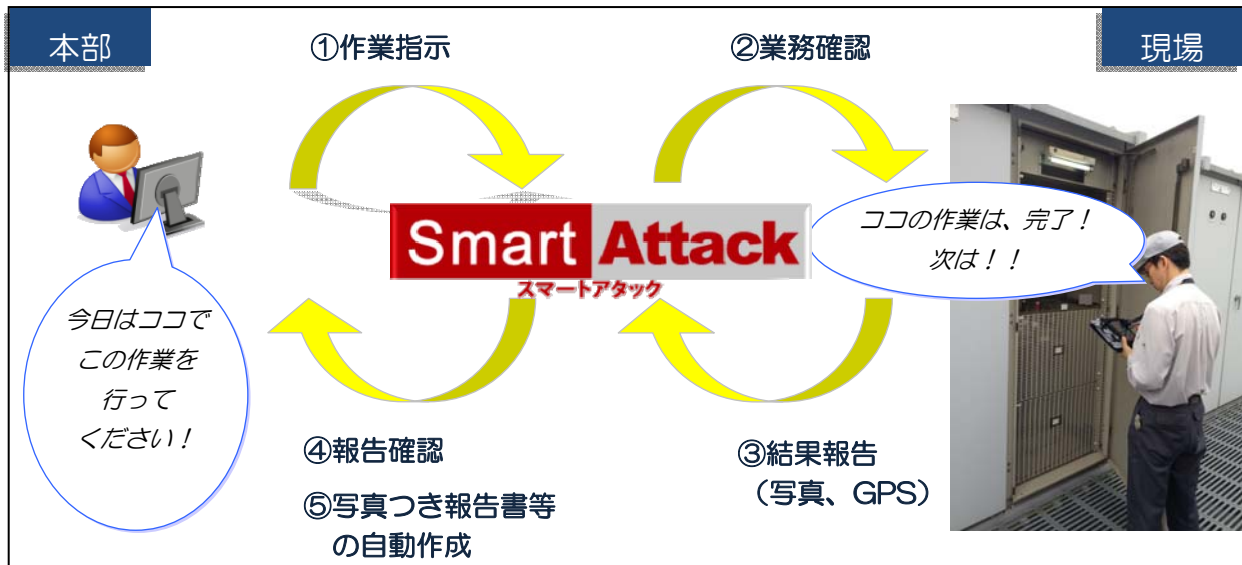 本部
①作業指示
②業務確認
現場
Smart Attack
スマートアタック
今日はココで
この作業を
行って
ください！
ココの作業は、完了！
次は！！
④報告確認
⑤写真つき報告書等
の自動作成
③結果報告
（写真、GPS）